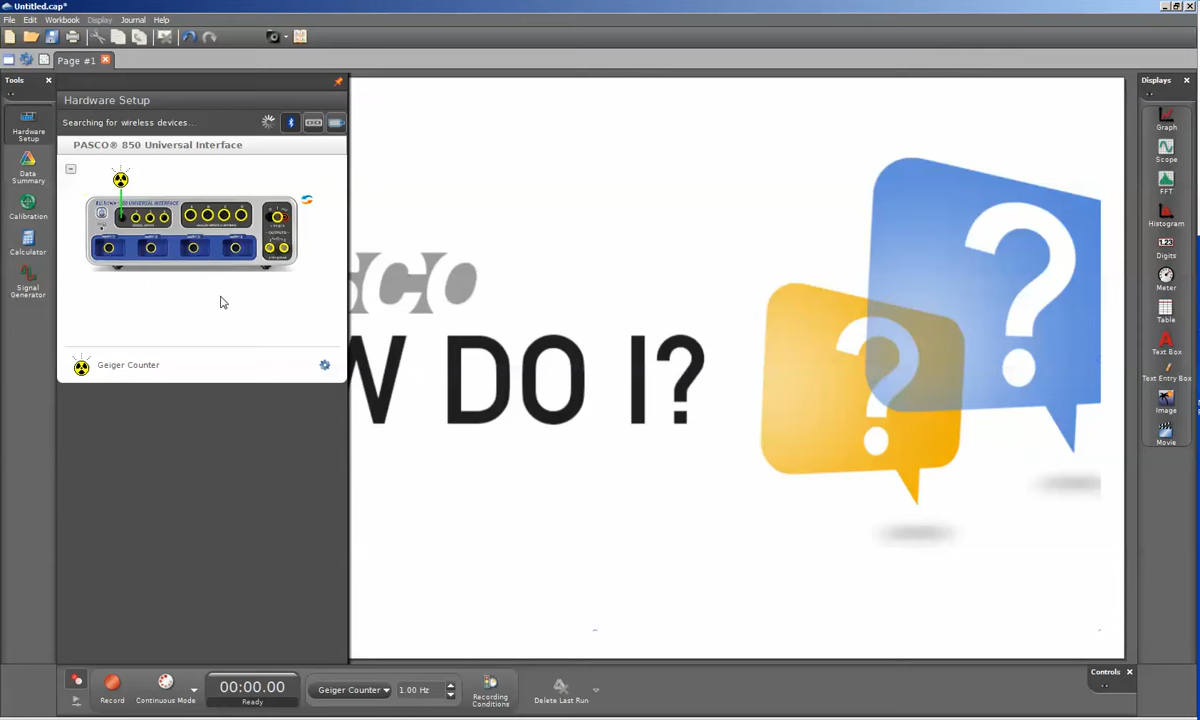 Untitled.cap*
File Edit Workbook Display Journal Help
Page #1
Tools
Hardware Setup
Data Summary
Calibration
Calculator
Signal Generator
Hardware Setup
Searching for wireless devices...
PASCO® 850 Universal Interface
Geiger Counter
SCO
W DO I?
? ?
Displays
Graph
Scope
FFT
Histogram
Digits
Meter
Table
Text Box
Text Entry Box
Image
Movie
Record
Continuous Mode
00:00.00
Ready
Geiger Counter
1.00 Hz
Recording Conditions
Delete Last Run
Controls